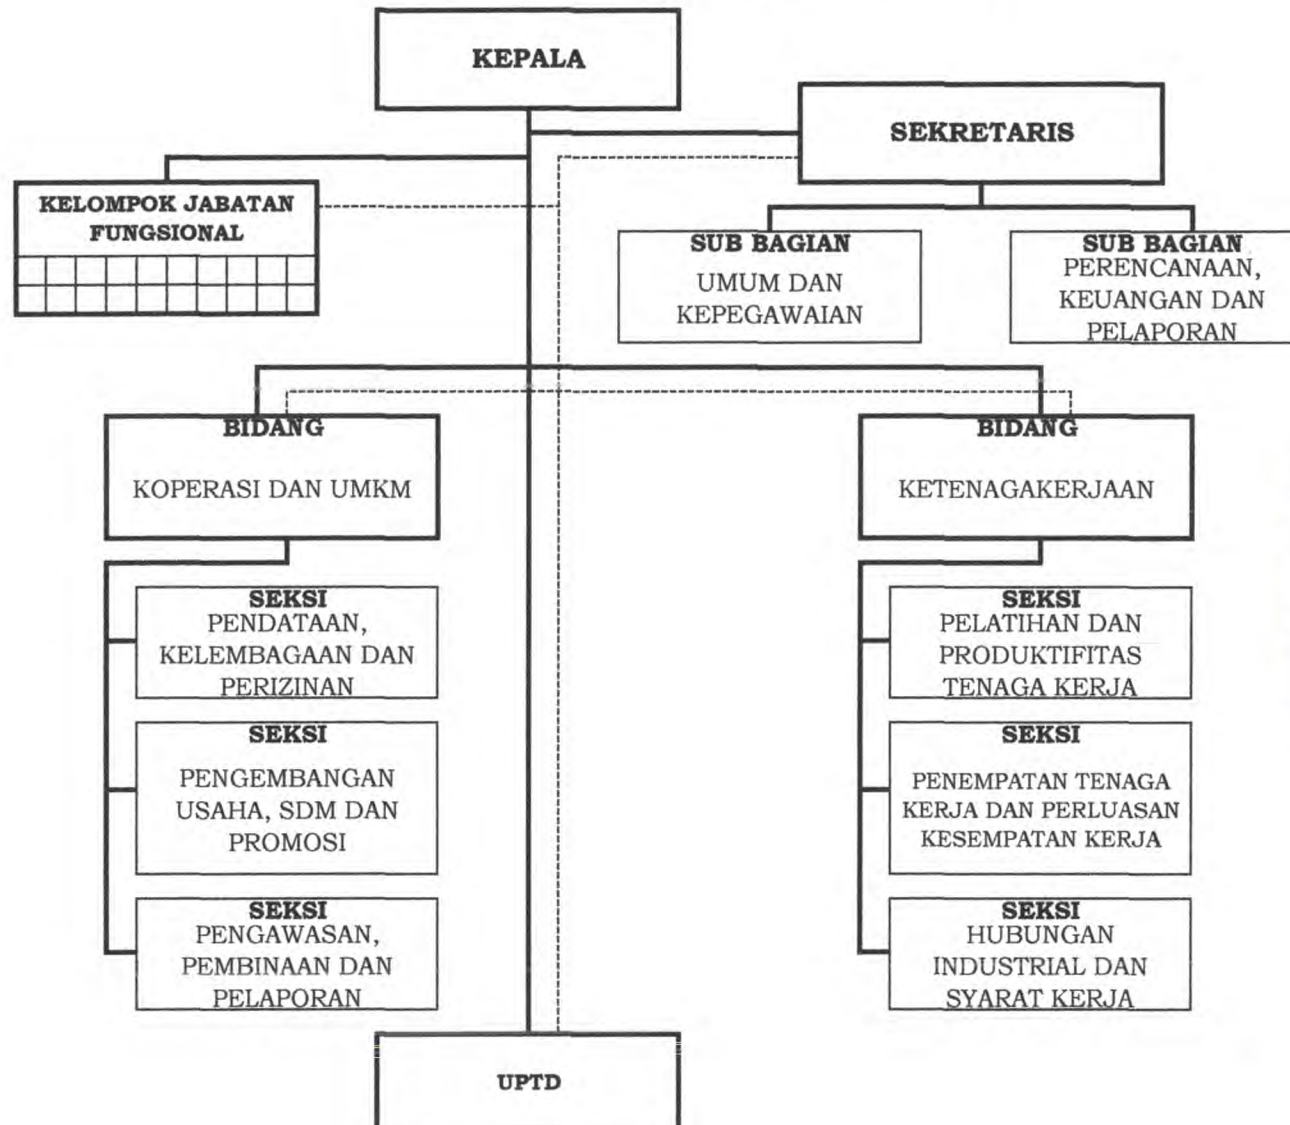 KEPALA
SEKRETARIS
KELOMPOK JABATAN
FUNGSIONAL
SUB BAGIAN
UMUM DAN
KEPEGAWAIAN
SUB BAGIAN
PERENCANAAN,
KEUANGAN DAN
PELAPORAN
BIDANG
KOPERASI DAN UMKM
BIDANG
KETENAGAKERJAAN
SEKSI
PENDATAAN,
KELEMBAGAAN DAN
PERIZINAN
SEKSI
PENGEMBANGAN
USAHA, SDM DAN
PROMOSI
SEKSI
PENGAWASAN,
PEMBINAAN DAN
PELAPORAN
SEKSI
PELATIHAN DAN
PRODUKTIFITAS
TENAGA KERJA
SEKSI
PENEMPATAN TENAGA
KERJA DAN PERLUASAN
KESEMPATAN KERJA
SEKSI
HUBUNGAN
INDUSTRIAL DAN
SYARAT KERJA
UPTD